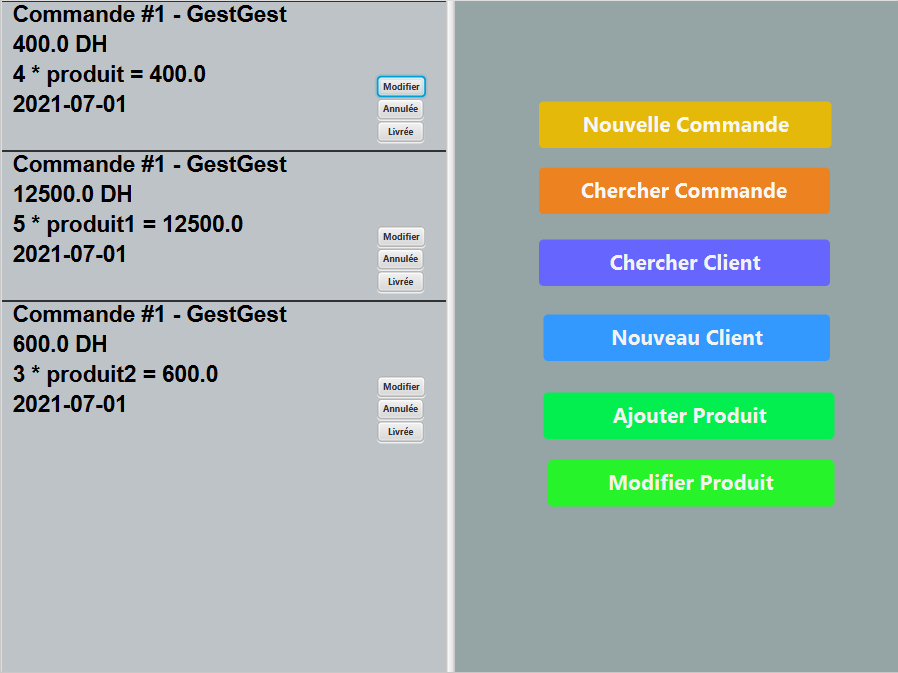 Commande #1 - GestGest
400.0 DH
4 * produit = 400.0
2021-07-01
Modifier
Annulée
Livrée
Commande #1 - GestGest
12500.0 DH
5 * produit1 = 12500.0
2021-07-01
Modifier
Annulée
Livrée
Commande #1 - GestGest
600.0 DH
3 * produit2 = 600.0
2021-07-01
Modifier
Annulée
Livrée
Nouvelle Commande
Chercher Commande
Chercher Client
Nouveau Client
Ajouter Produit
Modifier Produit